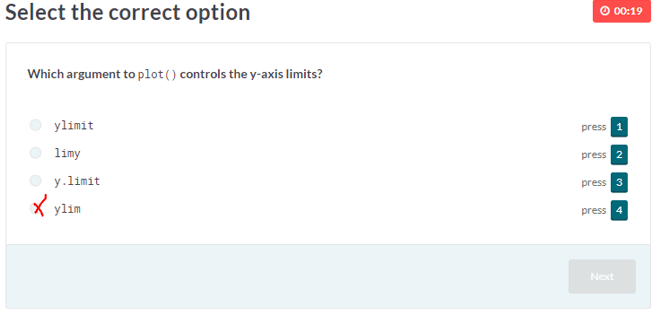 Select the correct option
00:19
Which argument to plot() controls the y-axis limits?
ylimit press 1
limy press 2
y.limit press 3
ylim press 4
Next